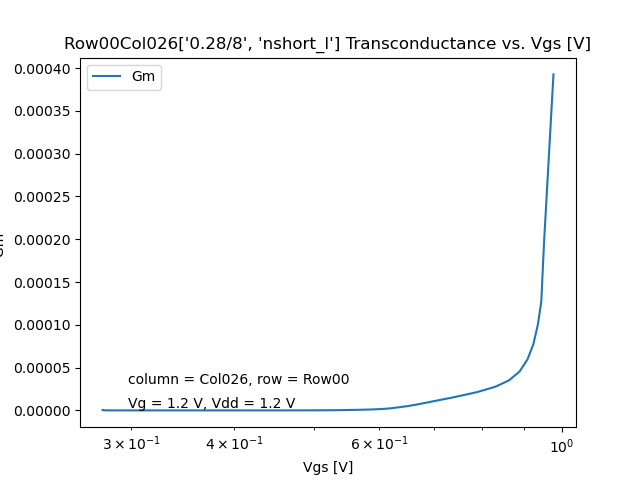 Row00Col026['0.28/8', 'nshort_l'] Transconductance vs. Vgs [V]
Gm
0.00040
0.00035
0.00030
0.00025
0.00020
0.00015
0.00010
0.00005
0.00000
column = Col026, row = Row00
Vg = 1.2 V, Vdd = 1.2 V
3 × 10⁻¹
4 × 10⁻¹
6 × 10⁻¹
10⁰
Vgs [V]